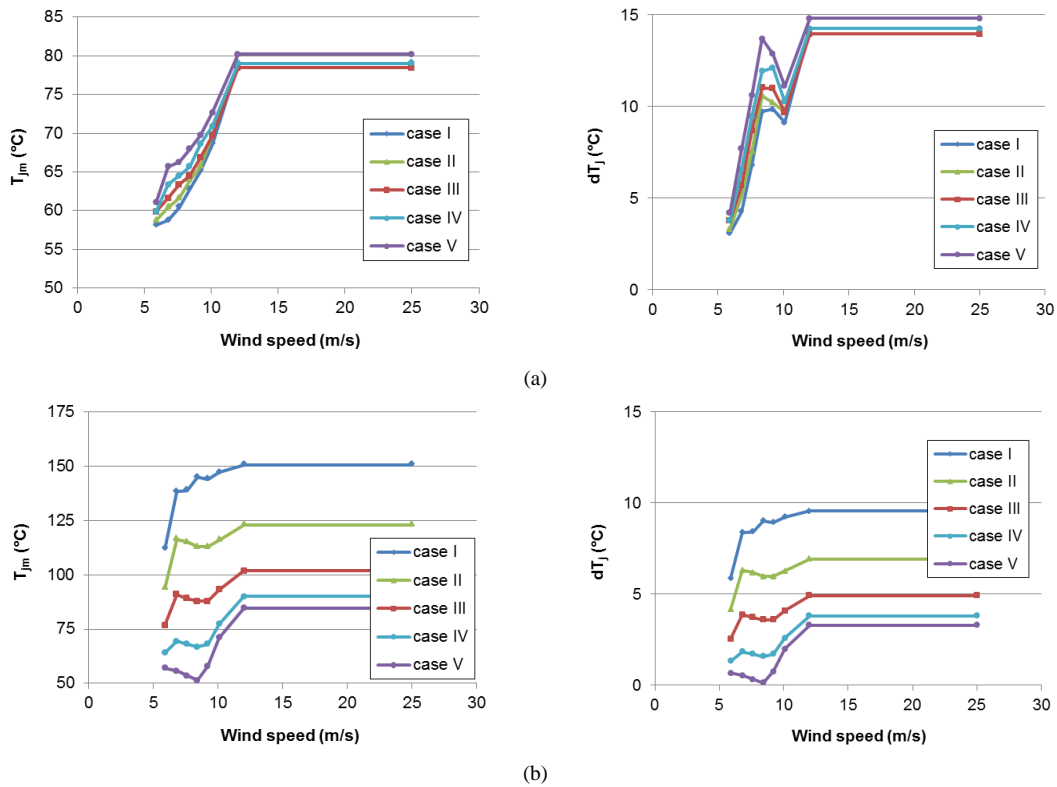 85
80
75
70
65
60
55
50
T_jm (°C)
0 5 10 15 20 25 30
Wind speed (m/s)
case I
case II
case III
case IV
case V
15
10
5
0
dT_j (°C)
0 5 10 15 20 25 30
Wind speed (m/s)
case I
case II
case III
case IV
case V
(a)
175
150
125
100
75
50
T_jm (°C)
0 5 10 15 20 25 30
Wind speed (m/s)
case I
case II
case III
case IV
case V
15
10
5
0
dT_j (°C)
0 5 10 15 20 25 30
Wind speed (m/s)
case I
case II
case III
case IV
case V
(b)